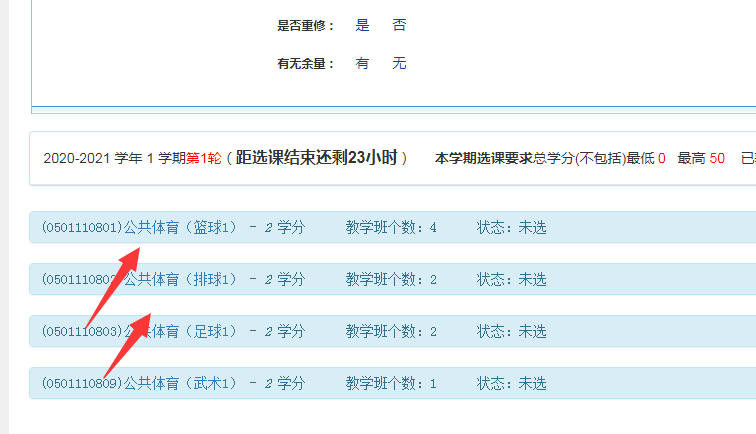 是否重修： 是 否
有无余量： 有 无
2020-2021 学年 1 学期第1轮（距选课结束还剩23小时） 本学期选课要求总学分(不包括)最低 0 最高 50
(0501110801)公共体育（篮球1） - 2 学分 教学班个数：4 状态：未选
(0501110802)公共体育（排球1） - 2 学分 教学班个数：2 状态：未选
(0501110803)公共体育（足球1） - 2 学分 教学班个数：2 状态：未选
(0501110809)公共体育（武术1） - 2 学分 教学班个数：1 状态：未选